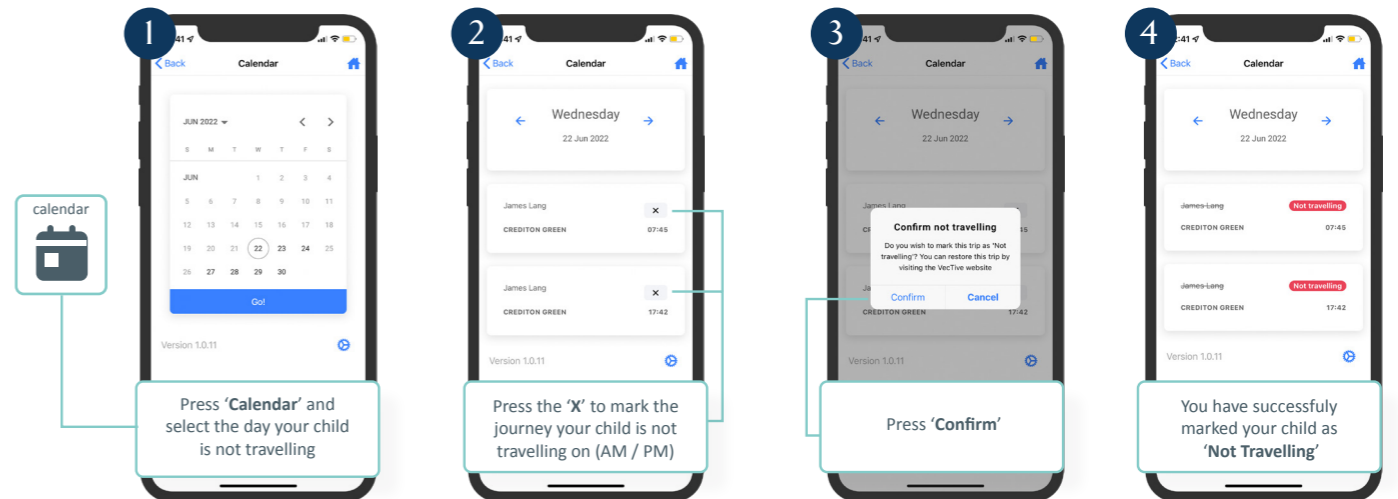 calendar
1
41
Back
Calendar
JUN 2022
S M T W T F S
JUN 1 2 3 4
5 6 7 8 9 10 11
12 13 14 15 16 17 18
19 20 21 22 23 24 25
26 27 28 29 30
Go!
Version 1.0.11
Press ‘Calendar’ and
select the day your child
is not travelling
2
41
Back
Calendar
Wednesday
22 Jun 2022
James Lang
X
CREDITON GREEN 07:45
James Lang
X
CREDITON GREEN 17:42
Version 1.0.11
Press the ‘X’ to mark the
journey your child is not
travelling on (AM / PM)
3
41
Back
Calendar
Wednesday
22 Jun 2022
James Lang
Confirm not travelling
Do you wish to mark this trip as 'Not
travelling'? You can restore this trip by
visiting the VecTive website
Confirm Cancel
CREDITON GREEN 17:42
Version 1.0.11
Press ‘Confirm’
4
:41
Back
Calendar
Wednesday
22 Jun 2022
James Lang Not travelling
CREDITON GREEN 07:45
James Lang Not travelling
CREDITON GREEN 17:42
Version 1.0.11
You have successfuly
marked your child as
‘Not Travelling’